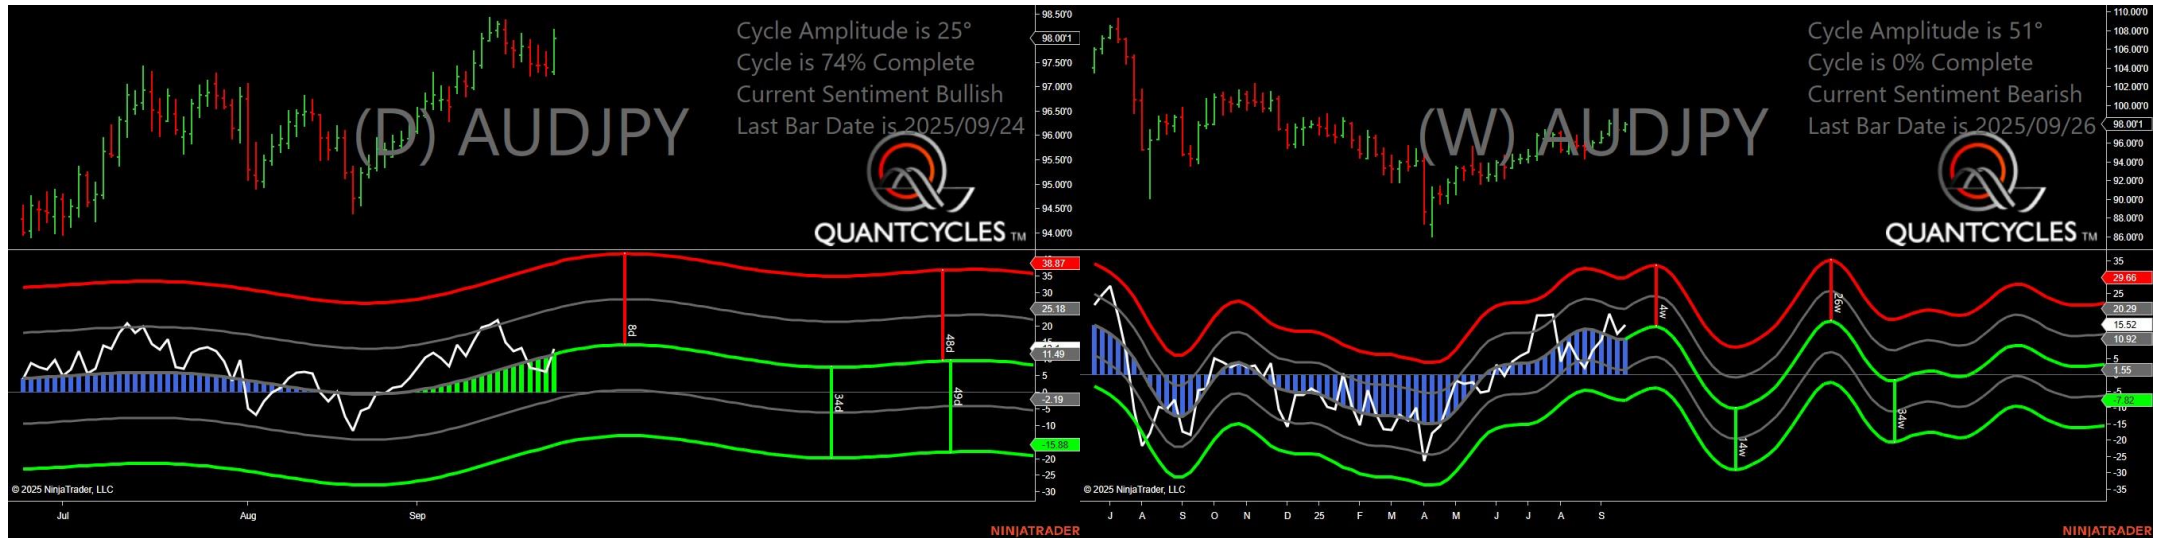 Cycle Amplitude is 25°
Cycle is 74% Complete
Current Sentiment Bullish
Last Bar Date is 2025/09/24
(D) AUDJPY
QUANTCYCLES TM
98.50'0
98.00'1
97.50'0
97.00'0
96.50'0
96.00'0
95.50'0
95.00'0
94.50'0
94.00'0
38.87
35
30
25.18
20
15
11.49
5
0
-2.19
-5
-10
-15.88
-20
-25
-30
8d
34d
48d
49d
© 2025 NinjaTrader, LLC
Jul
Aug
Sep
NINJATRADER
Cycle Amplitude is 51°
Cycle is 0% Complete
Current Sentiment Bearish
Last Bar Date is 2025/09/26
(W) AUDJPY
QUANTCYCLES TM
110.00'0
108.00'0
106.00'0
104.00'0
102.00'0
100.00'0
98.00'1
96.00'0
94.00'0
92.00'0
90.00'0
88.00'0
86.00'0
35
29.66
25
20.29
15.52
10.92
5
1.55
-5
-7.82
-10
-15
-20
-25
-30
-35
4w
14w
26w
34w
© 2025 NinjaTrader, LLC
J
A
S
O
N
D
25
F
M
A
M
J
J
A
S
NINJATRADER